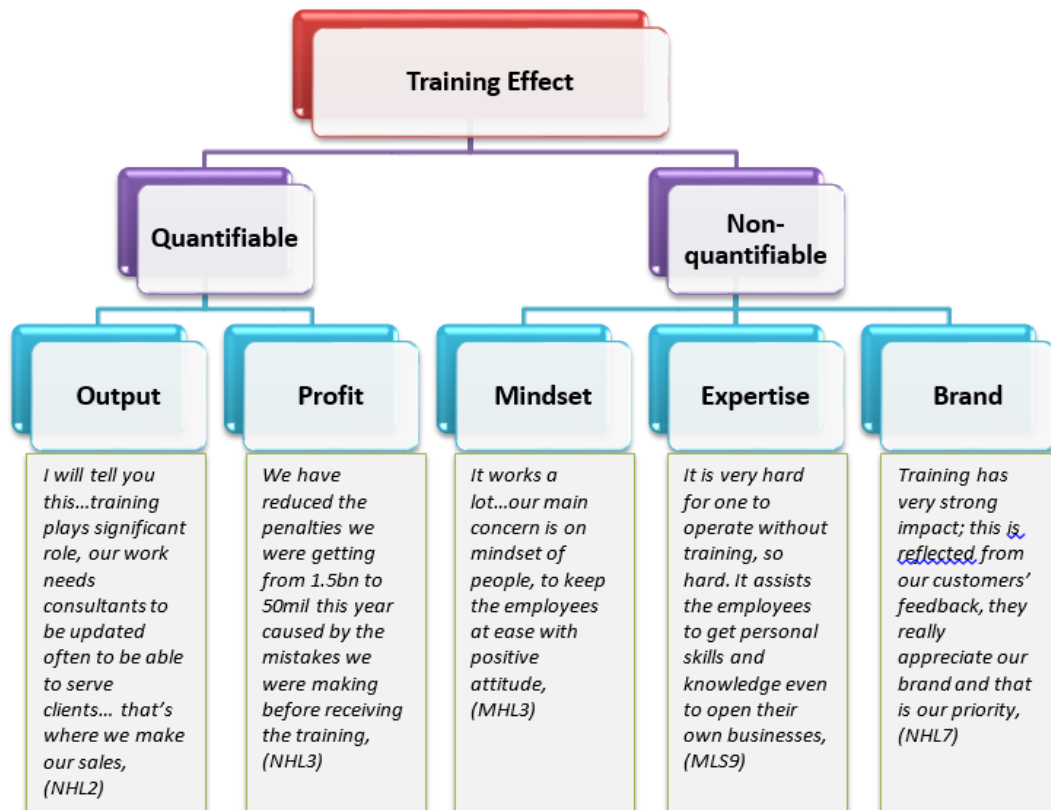 Training Effect
Quantifiable
Non-
quantifiable
Output
Profit
Mindset
Expertise
Brand
I will tell you
this...training
plays significant
role, our work
needs
consultants to
be updated
often to be able
to serve
clients... that's
where we make
our sales,
(NHL2)
We have
reduced the
penalties we
were getting
from 1.5bn to
50mil this year
caused by the
mistakes we
were making
before receiving
the training,
(NHL3)
It works a
lot...our main
concern is on
mindset of
people, to keep
the employees
at ease with
positive
attitude,
(MHL3)
It is very hard
for one to
operate without
training, so
hard. It assists
the employees
to get personal
skills and
knowledge even
to open their
own businesses,
(MLS9)
Training has
very strong
impact; this is
reflected from
our customers'
feedback, they
really
appreciate our
brand and that
is our priority,
(NHL7)